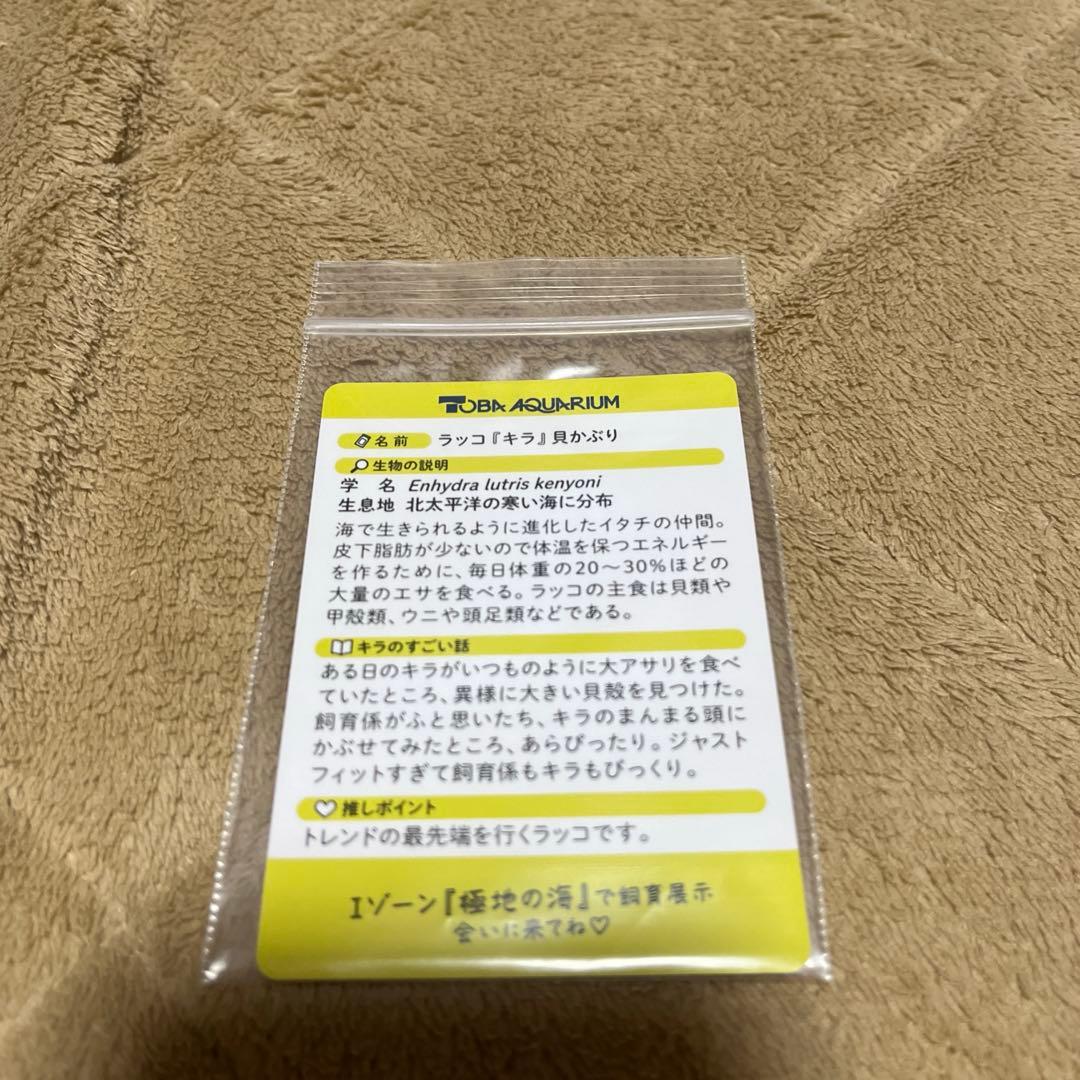 TOBA AQUARIUM
名前 ラッコ『キラ』貝かぶり
生物の説明
学 名 Enhydra lutris kenyoni
生息地 北太平洋の寒い海に分布
海で生きられるように進化したイタチの仲間。
皮下脂肪が少ないので体温を保つエネルギー
を作るために、毎日体重の20～30%ほどの
大量のエサを食べる。ラッコの主食は貝類や
甲殻類、ウニや頭足類などである。
キラのすごい話
ある日のキラがいつものように大アサリを食べ
ていたところ、異様に大きい貝殻を見つけた。
飼育係がふと思いたち、キラのまんまる頭に
かぶせてみたところ、あらぴったり。ジャスト
フィットすぎて飼育係もキラもびっくり。
推しポイント
トレンドの最先端を行くラッコです。
Iゾーン『極地の海』で飼育展示
会いに来てね♡